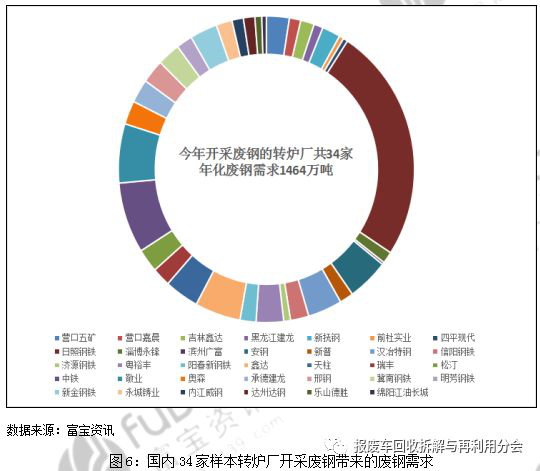 今年开采废钢的转炉厂共34家
年化废钢需求1464万吨
营口五矿 营口嘉晨 吉林鑫达 黑龙江建龙 新抚钢 前杜实业 四平现代
日照钢铁 淄博永锋 滨州广富 安钢 新普 汉冶特钢 信阳钢铁
济源钢铁 粤裕丰 阳春新钢铁 鑫达 天柱 瑞丰 松汀
中铁 敬业 奥森 承德建龙 邢钢 冀南钢铁 明芳钢铁
新金钢铁 永城铸业 内江威钢 达州达钢 乐山德胜 绵阳江油长城
数据来源：富宝资讯
报废车回收拆解与再利用分会
图6：国内34家样本转炉厂开采废钢带来的废钢需求